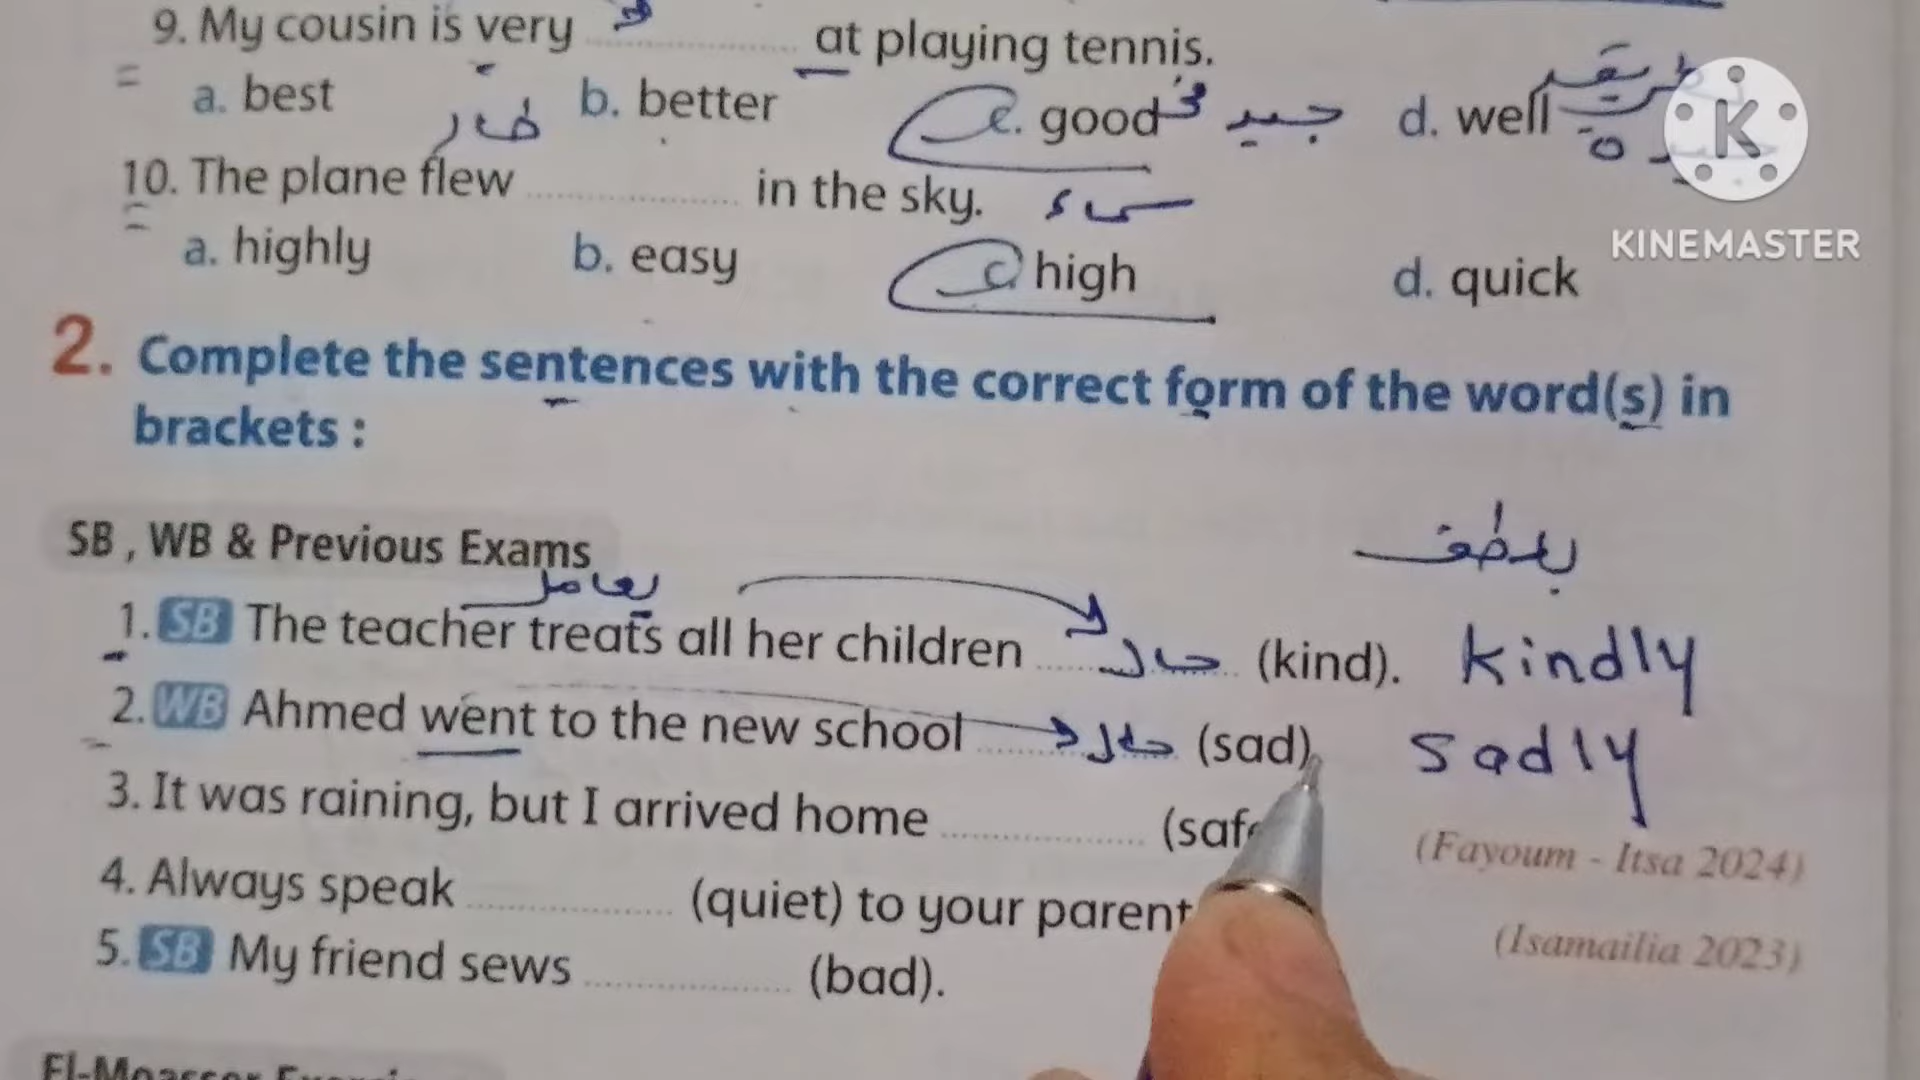 9. My cousin is very ............ at playing tennis.
a. best b. better c. good جيد d. well
طار
10. The plane flew ............ in the sky. سماء
a. highly b. easy c. high d. quick
KINEMASTER
2. Complete the sentences with the correct form of the word(s) in
brackets :
SB , WB & Previous Exams
بلطف
يعامل
1. SB The teacher treats all her children ...حال... (kind). kindly
2. WB Ahmed went to the new school ...حال... (sad). sadly
3. It was raining, but I arrived home ............
(Fayoum - Itsa 2024)
4. Always speak ............ (quiet) to your
(Isamailia 2023)
5. SB My friend sews ............ (bad).